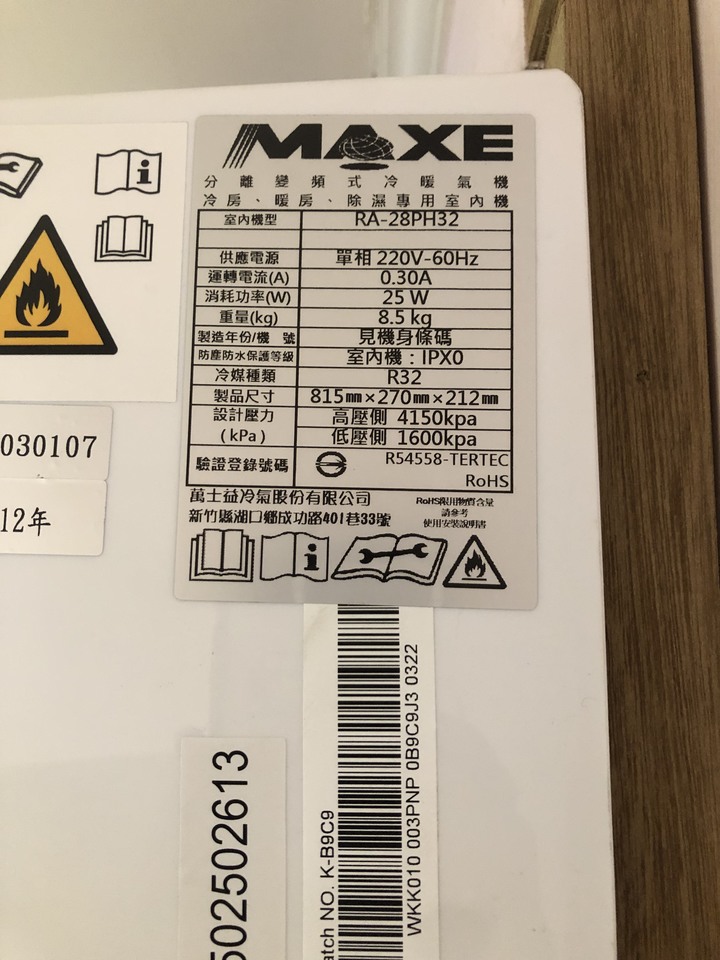 MAXE
分離變頻式冷暖氣機
冷房、暖房、除濕專用室內機
室內機型 RA-28PH32
供應電源 單相 220V-60Hz
運轉電流(A) 0.30A
消耗功率(W) 25 W
重量(kg) 8.5 kg
製造年份/機 號 見機身條碼
防塵防水保護等級 室內機：IPX0
冷媒種類 R32
製品尺寸 815㎜×270㎜×212㎜
設計壓力 高壓側 4150kpa
(kPa) 低壓側 1600kpa
驗證登錄號碼 R54558-TERTEC
RoHS
萬士益冷氣股份有限公司
新竹縣湖口鄉成功路401巷33號
RoHS限用物質含量
請參考
使用安裝說明書
030107
12年
502502613
atch NO. K-B9C9
WKK010 003PNP 0B9C9J3 0322